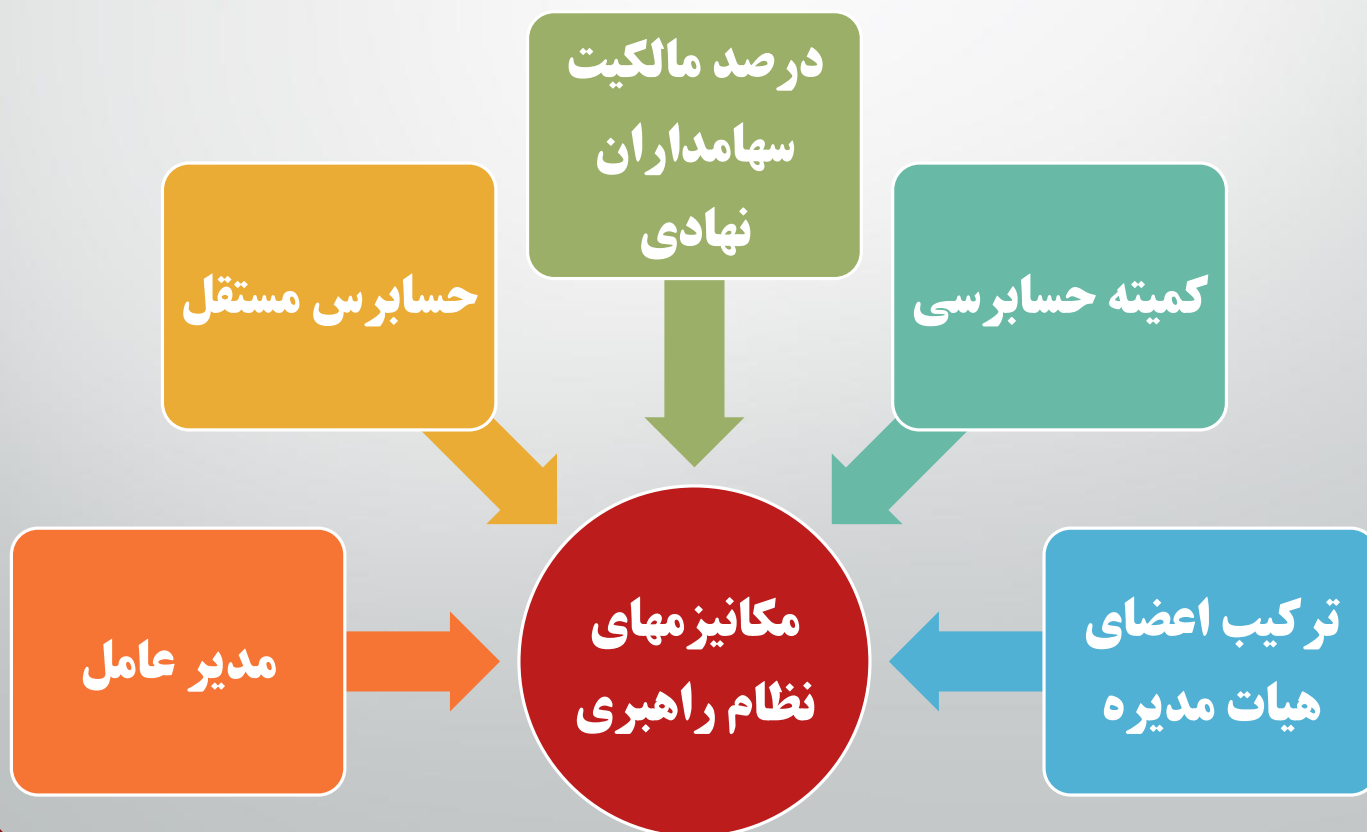 درصد مالکیت
سهامداران
نهادی
کمیته حسابرسی
حسابرس مستقل
ترکیب اعضای
هیات مدیره
مکانیزمهای
نظام راهبری
مدیر عامل